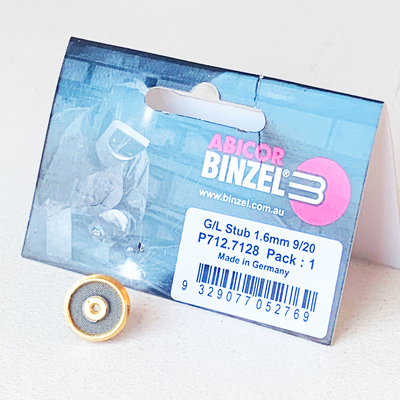 ABICOR
BINZEL®
www.binzel.com.au
G/L Stub 1.6mm 9/20
P712.7128 Pack : 1
Made in Germany
9 329077 052769